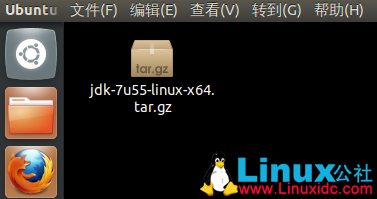 Ubuntu 文件(F) 编辑(E) 查看(V) 转到(G) 帮助(H)
tar.gz
jdk-7u55-linux-x64.
tar.gz
Linux公社
www.Linuxidc.com